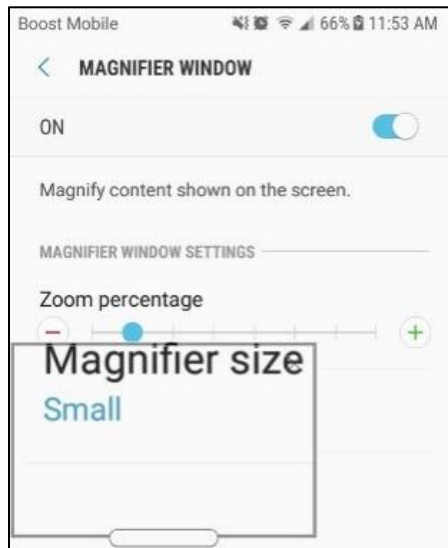 Boost Mobile 66% 11:53 AM
MAGNIFIER WINDOW
ON
Magnify content shown on the screen.
MAGNIFIER WINDOW SETTINGS
Zoom percentage
Magnifier size
Small